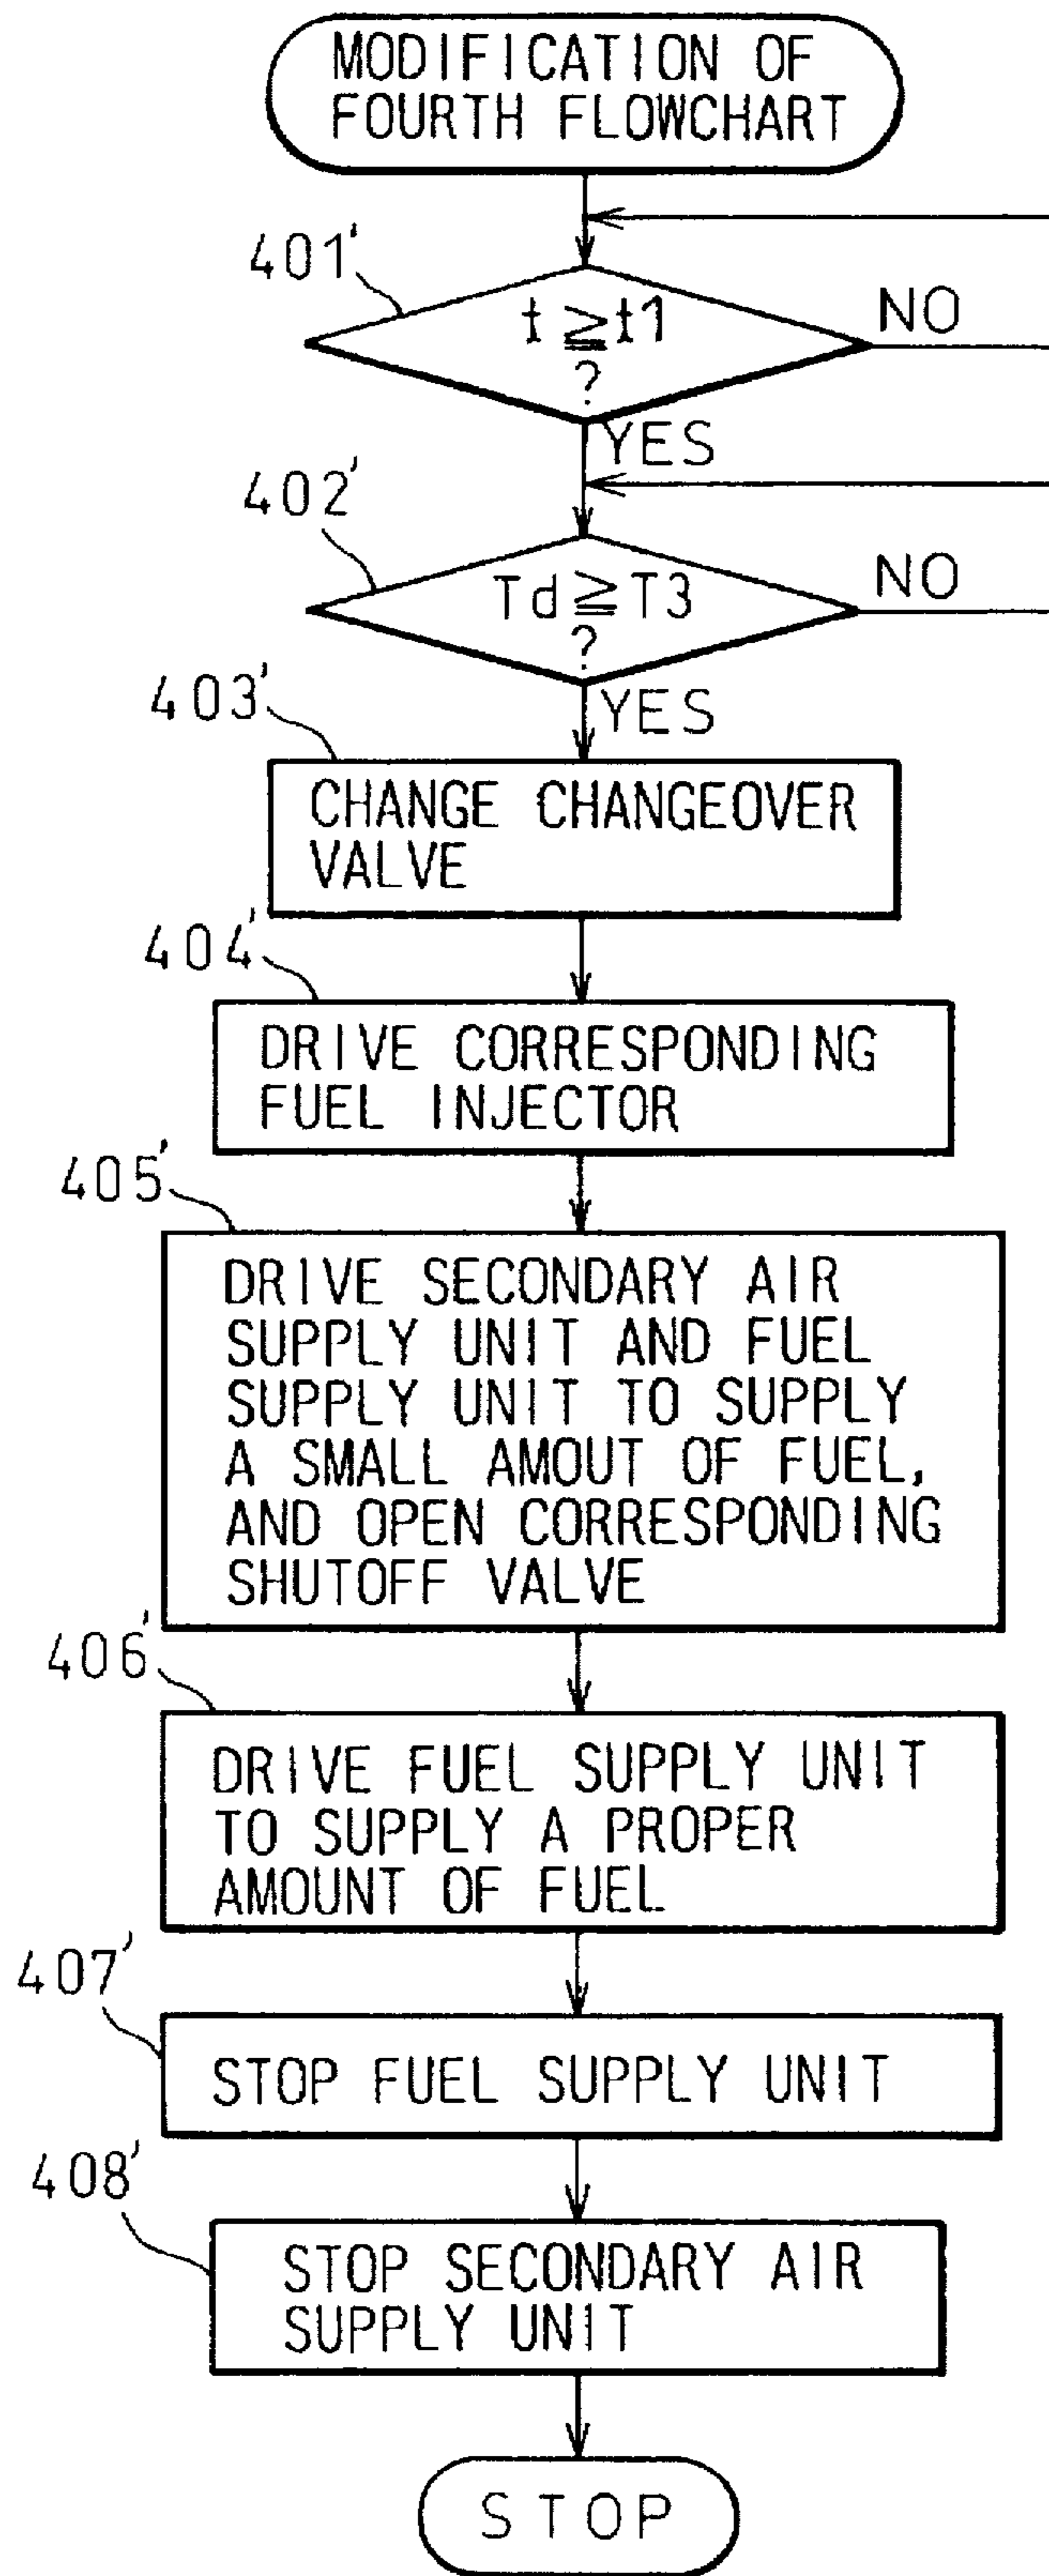 MODIFICATION OF
FOURTH FLOWCHART
401'
t ≧ t1
?
NO
YES
402'
Td ≧ T3
?
NO
YES
403'
CHANGE CHANGEOVER
VALVE
404'
DRIVE CORRESPONDING
FUEL INJECTOR
405'
DRIVE SECONDARY AIR
SUPPLY UNIT AND FUEL
SUPPLY UNIT TO SUPPLY
A SMALL AMOUT OF FUEL,
AND OPEN CORRESPONDING
SHUTOFF VALVE
406'
DRIVE FUEL SUPPLY UNIT
TO SUPPLY A PROPER
AMOUNT OF FUEL
407'
STOP FUEL SUPPLY UNIT
408'
STOP SECONDARY AIR
SUPPLY UNIT
STOP